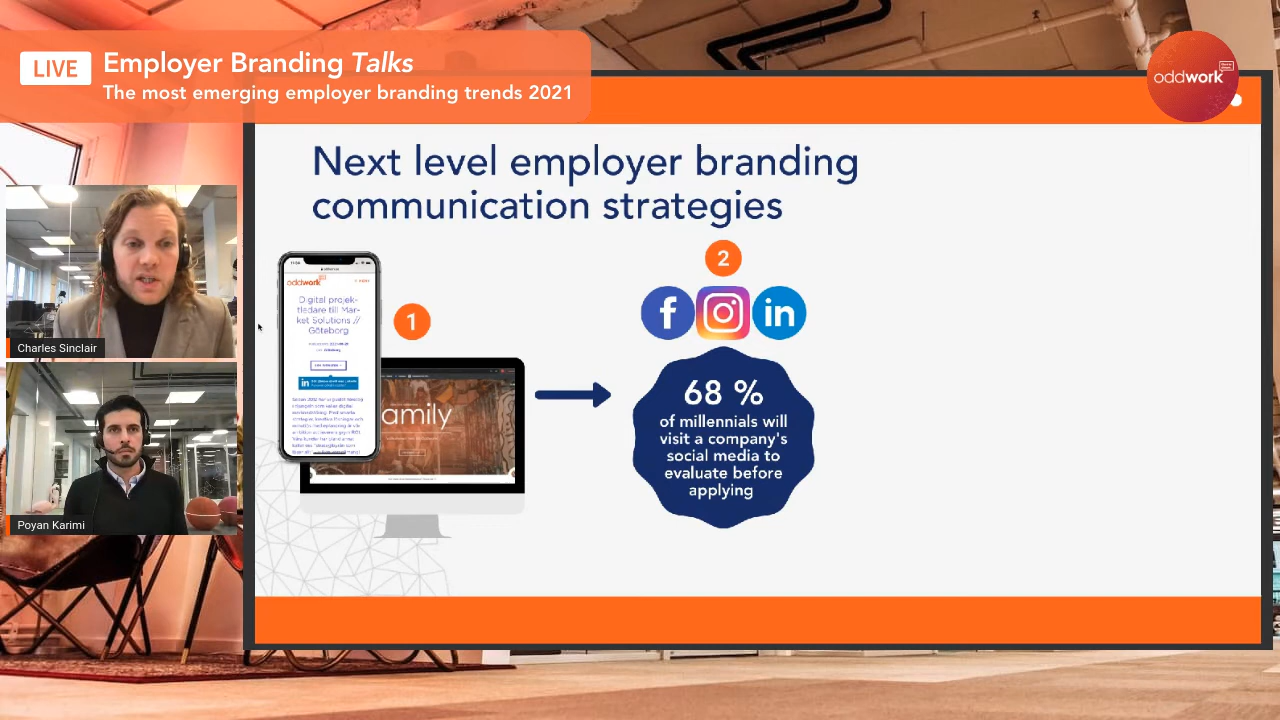 LIVE
Employer Branding Talks
The most emerging employer branding trends 2021
oddwork
Next level employer branding
communication strategies
Charles Sinclair
Poyan Karimi
oddwork
Digital projek-
tledare till Mar-
ket Solutions //
Göteborg
1
amily
2
f
in
68 %
of millennials will
visit a company's
social media to
evaluate before
applying